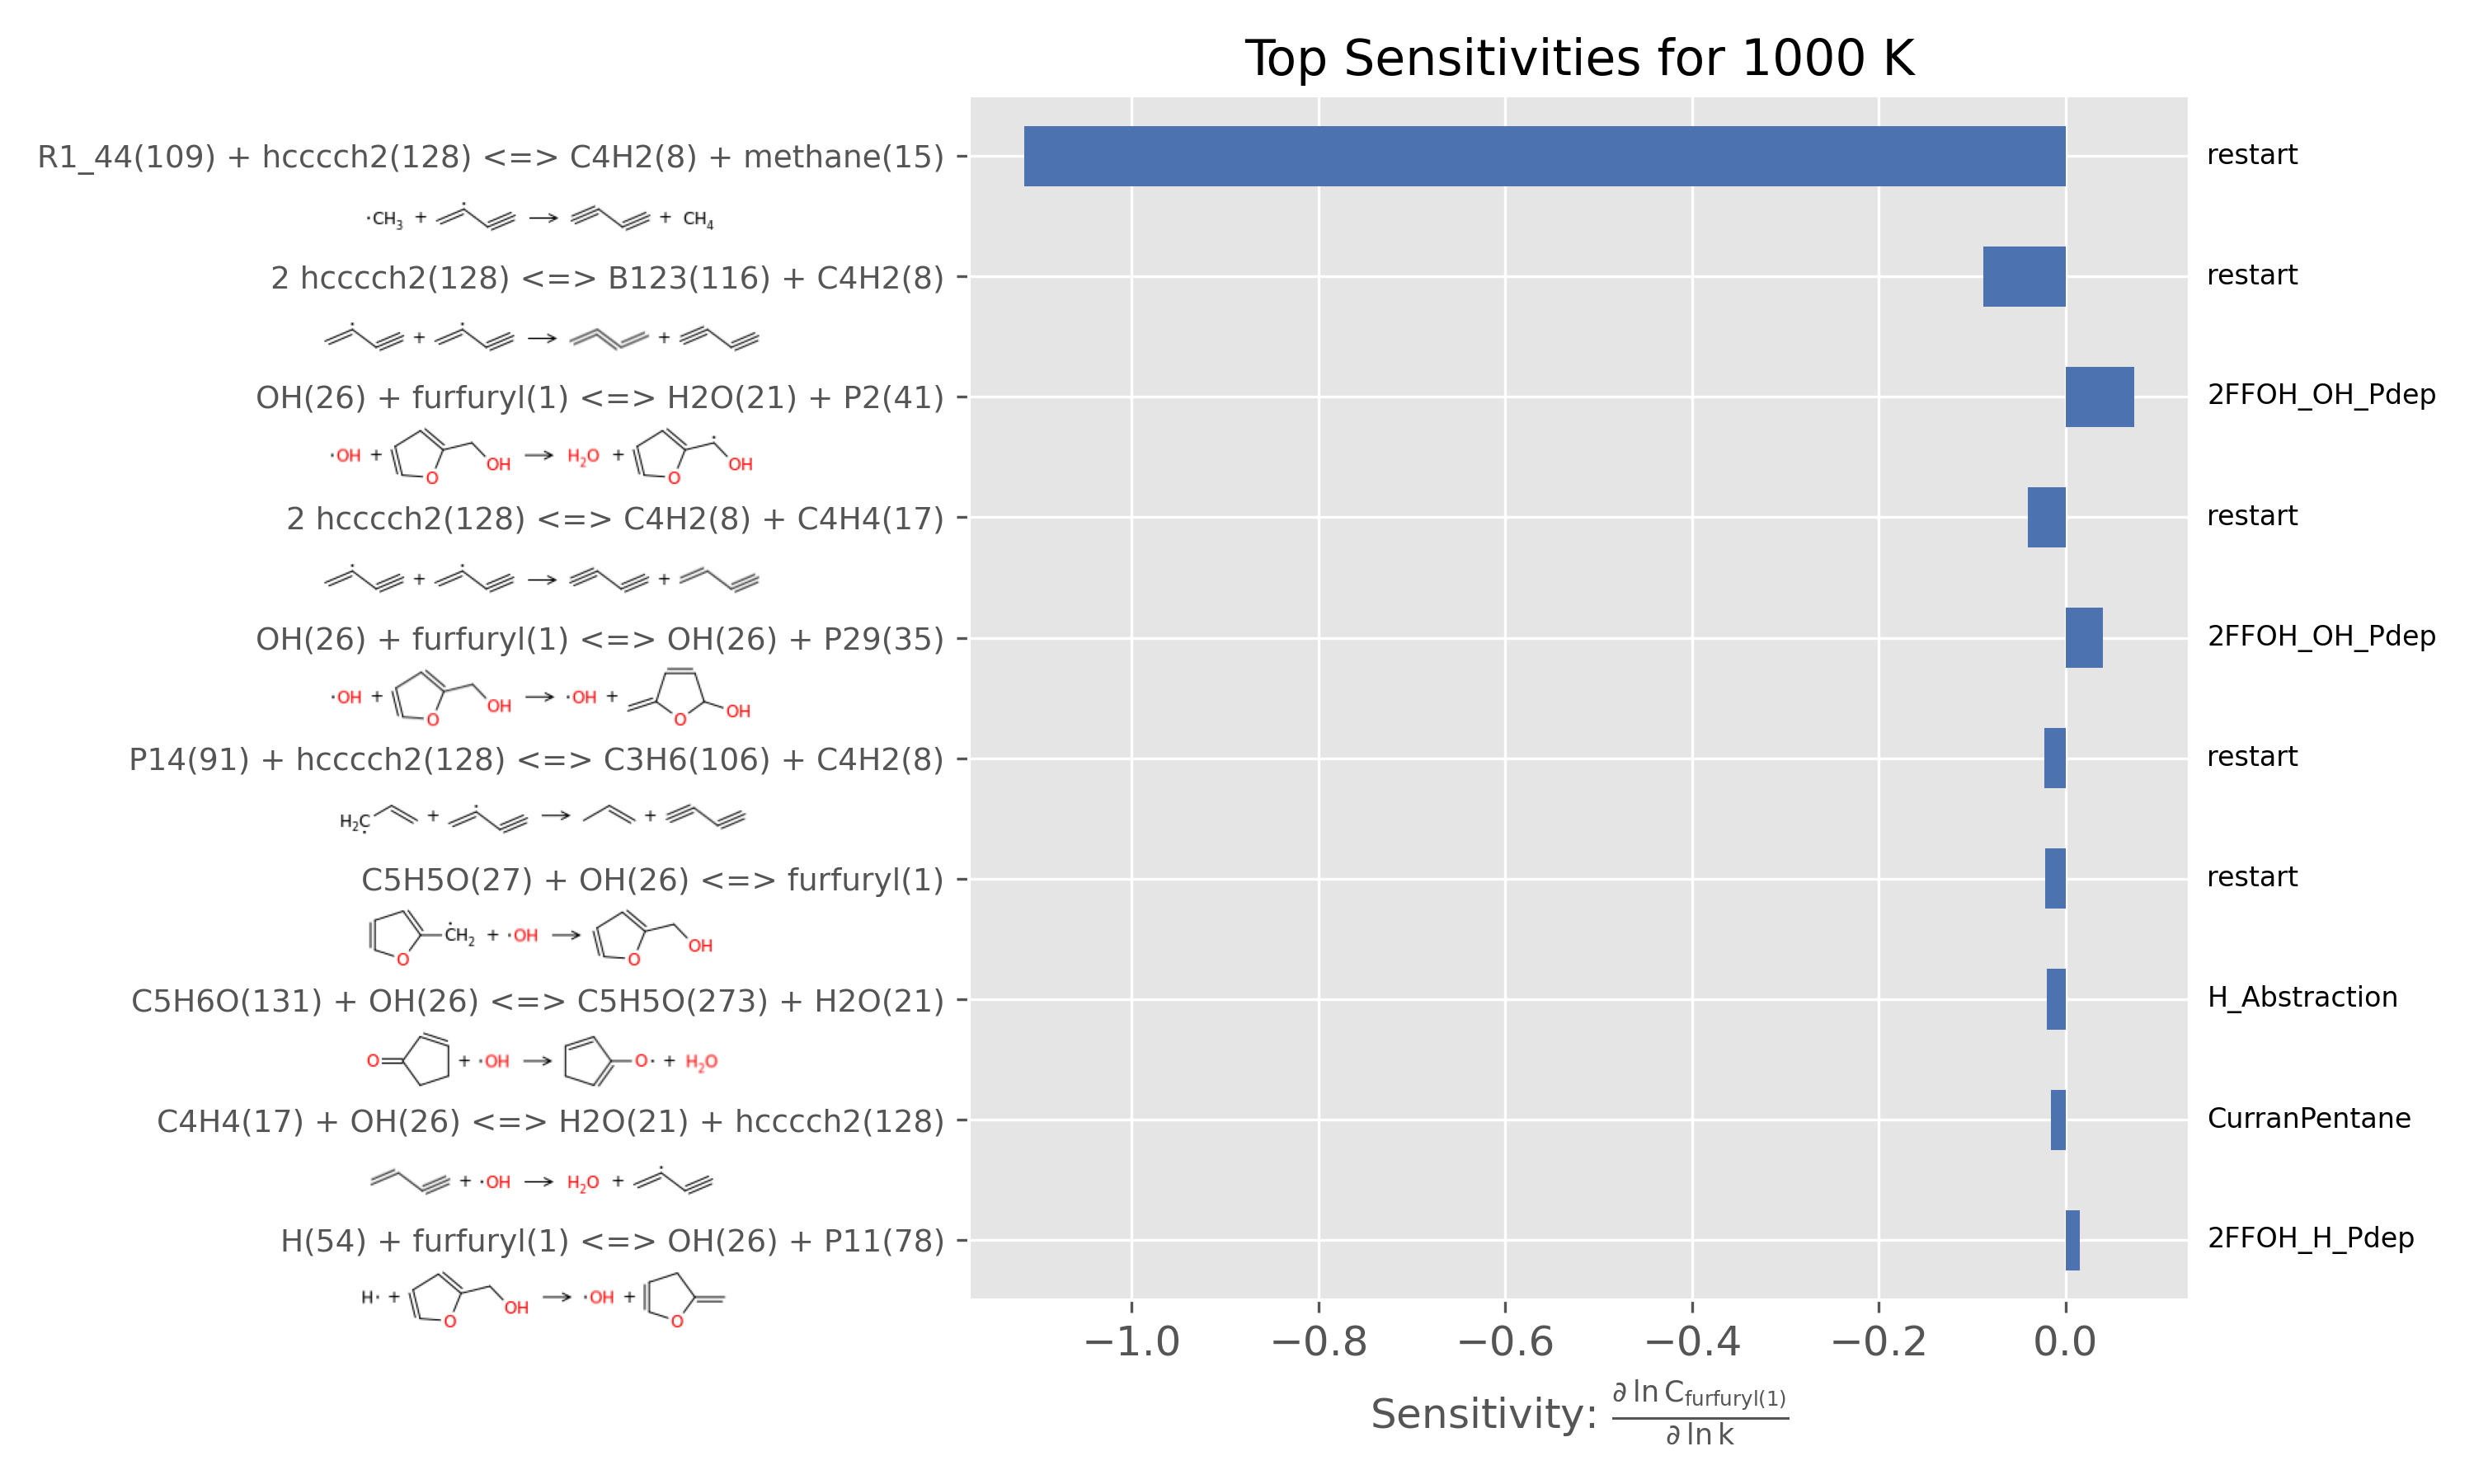 Top Sensitivities for 1000 K
R1_44(109) + hcccch2(128) <=> C4H2(8) + methane(15)
restart
·CH3 + → + CH4
2 hcccch2(128) <=> B123(116) + C4H2(8)
restart
+ → +
OH(26) + furfuryl(1) <=> H2O(21) + P2(41)
2FFOH_OH_Pdep
·OH + O OH → H2O + O OH
2 hcccch2(128) <=> C4H2(8) + C4H4(17)
restart
+ → +
OH(26) + furfuryl(1) <=> OH(26) + P29(35)
2FFOH_OH_Pdep
·OH + O OH → ·OH + O OH
P14(91) + hcccch2(128) <=> C3H6(106) + C4H2(8)
restart
H2C· + → +
C5H5O(27) + OH(26) <=> furfuryl(1)
restart
O ĊH2 + ·OH → O OH
C5H6O(131) + OH(26) <=> C5H5O(273) + H2O(21)
H_Abstraction
O + ·OH → O· + H2O
C4H4(17) + OH(26) <=> H2O(21) + hcccch2(128)
CurranPentane
+ ·OH → H2O +
H(54) + furfuryl(1) <=> OH(26) + P11(78)
2FFOH_H_Pdep
H· + O OH → ·OH + O
−1.0 −0.8 −0.6 −0.4 −0.2 0.0
Sensitivity: ∂ ln C furfuryl(1) / ∂ ln k